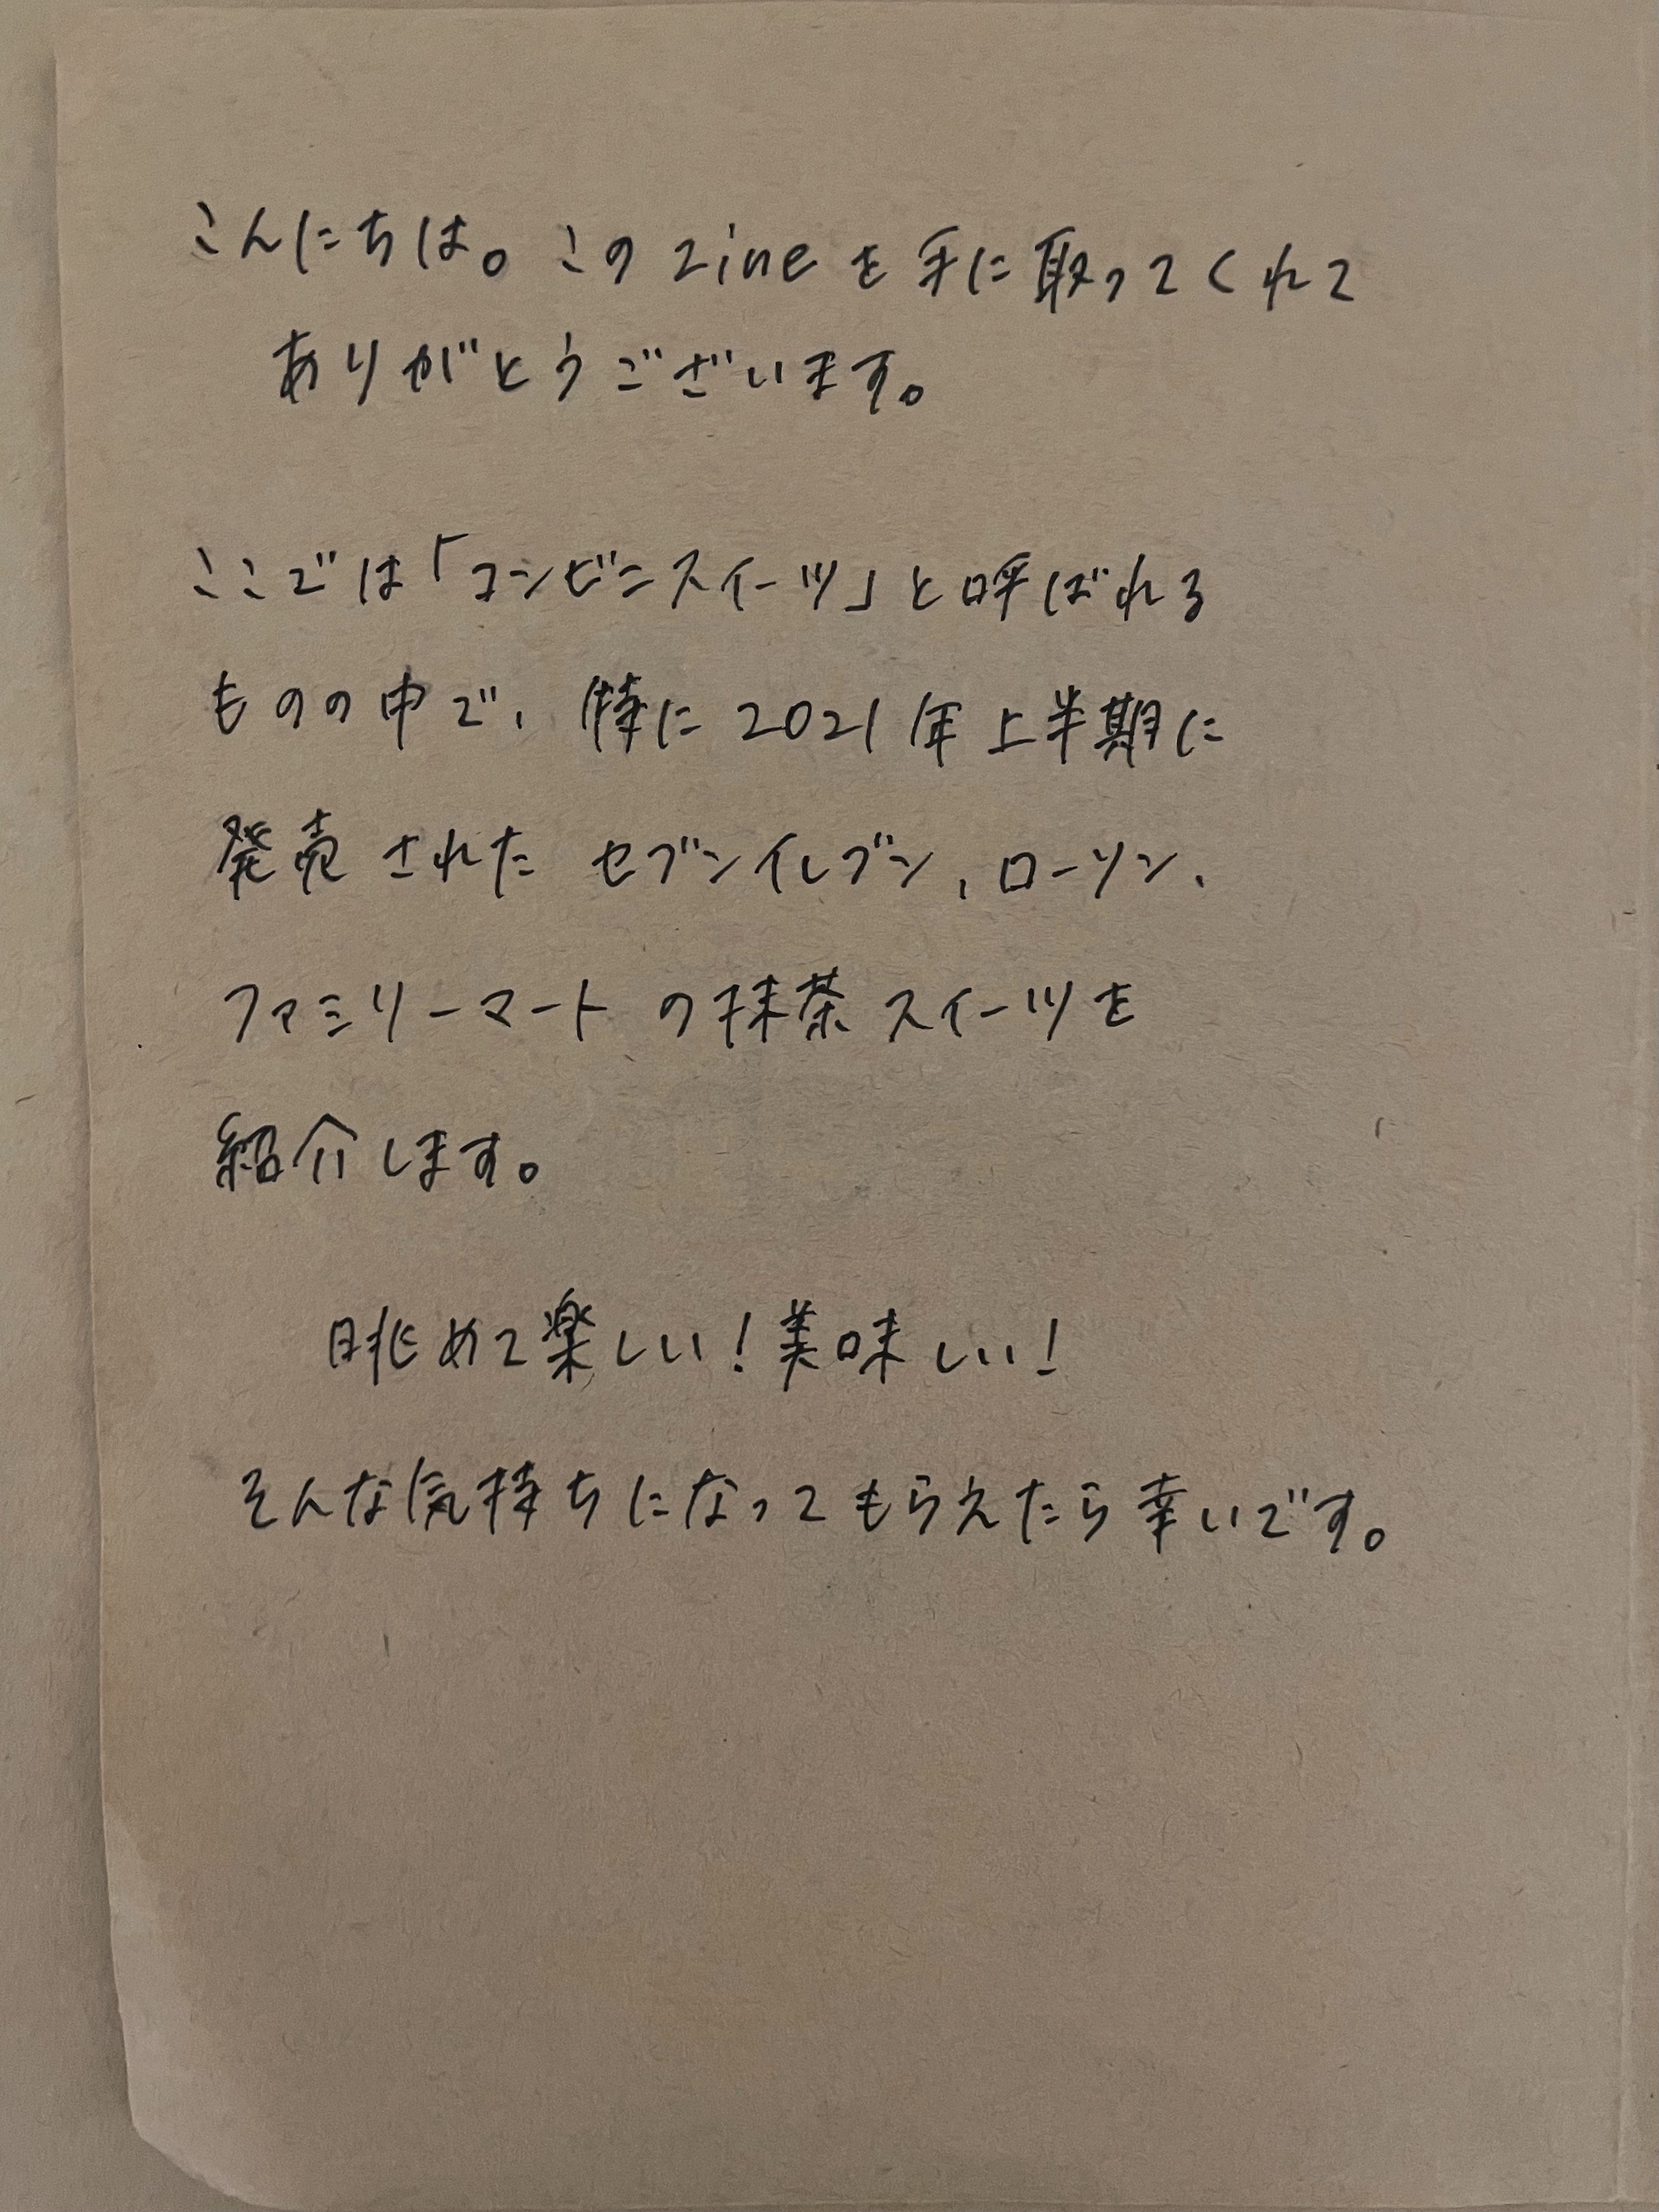 こんにちは。このzineを手に取ってくれて
ありがとうございます。
ここでは「コンビニスイーツ」と呼ばれる
ものの中で、特に2021年上半期に
発売されたセブンイレブン、ローソン、
ファミリーマートの抹茶スイーツを
紹介します。
眺めて楽しい!美味しい!
そんな気持ちになってもらえたら幸いです。